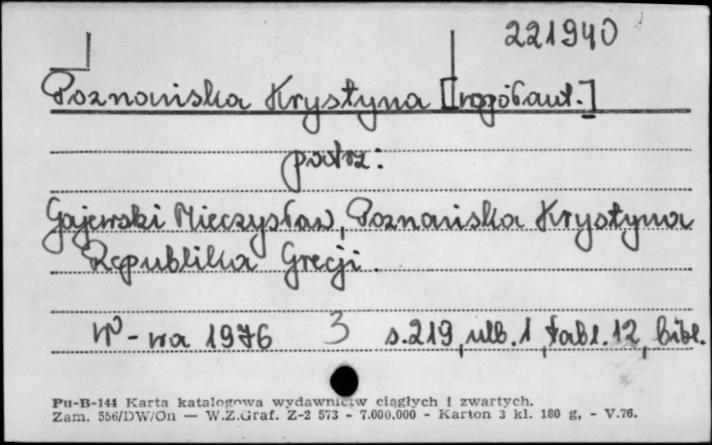 221940
Poznańska Krystyna [współaut.]
patrz:
Gajewski Mieczysław, Poznańska Krystyna
Republika Grecji.
W-wa 1976 3 s.219, nlb.1, tabl.12, bibl.
Pu-B-144 Karta katalogowa wydawnictw ciągłych i zwartych.
Zam. 556/DW/On — W.Z.Graf. Z-2 573 - 7.000.000 - Karton 3 kl. 180 g, - V.76.